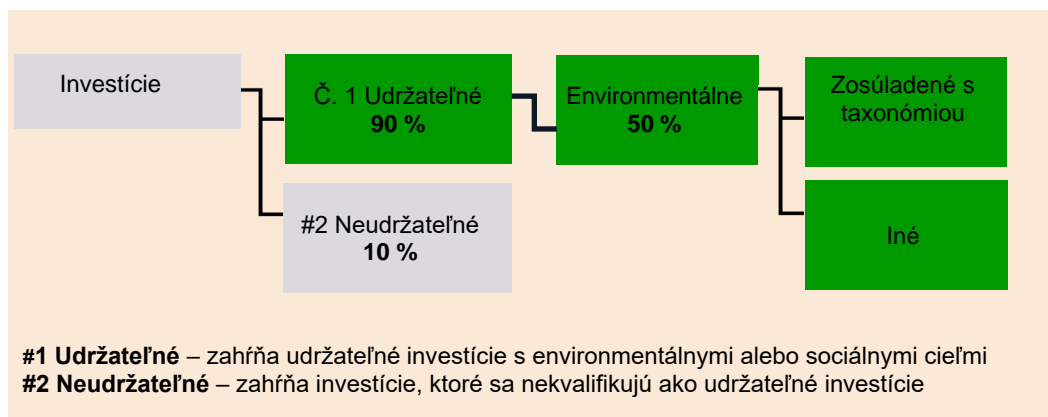 Investície
Č. 1 Udržateľné
90 %
#2 Neudržateľné
10 %
Environmentálne
50 %
Zosúladené s
taxonómiou
Iné
#1 Udržateľné – zahŕňa udržateľné investície s environmentálnymi alebo sociálnymi cieľmi
#2 Neudržateľné – zahŕňa investície, ktoré sa nekvalifikujú ako udržateľné investície